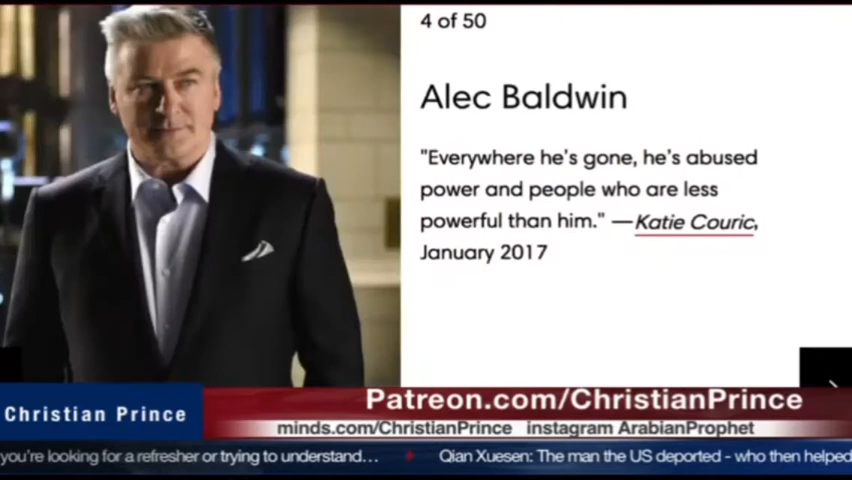 4 of 50
Alec Baldwin
"Everywhere he's gone, he's abused
power and people who are less
powerful than him." —Katie Couric,
January 2017
Patreon.com/ChristianPrince
Christian Prince
minds.com/ChristianPrince instagram ArabianProphet
you're looking for a refresher or trying to understand... Qian Xuesen: The man the US deported - who then helped